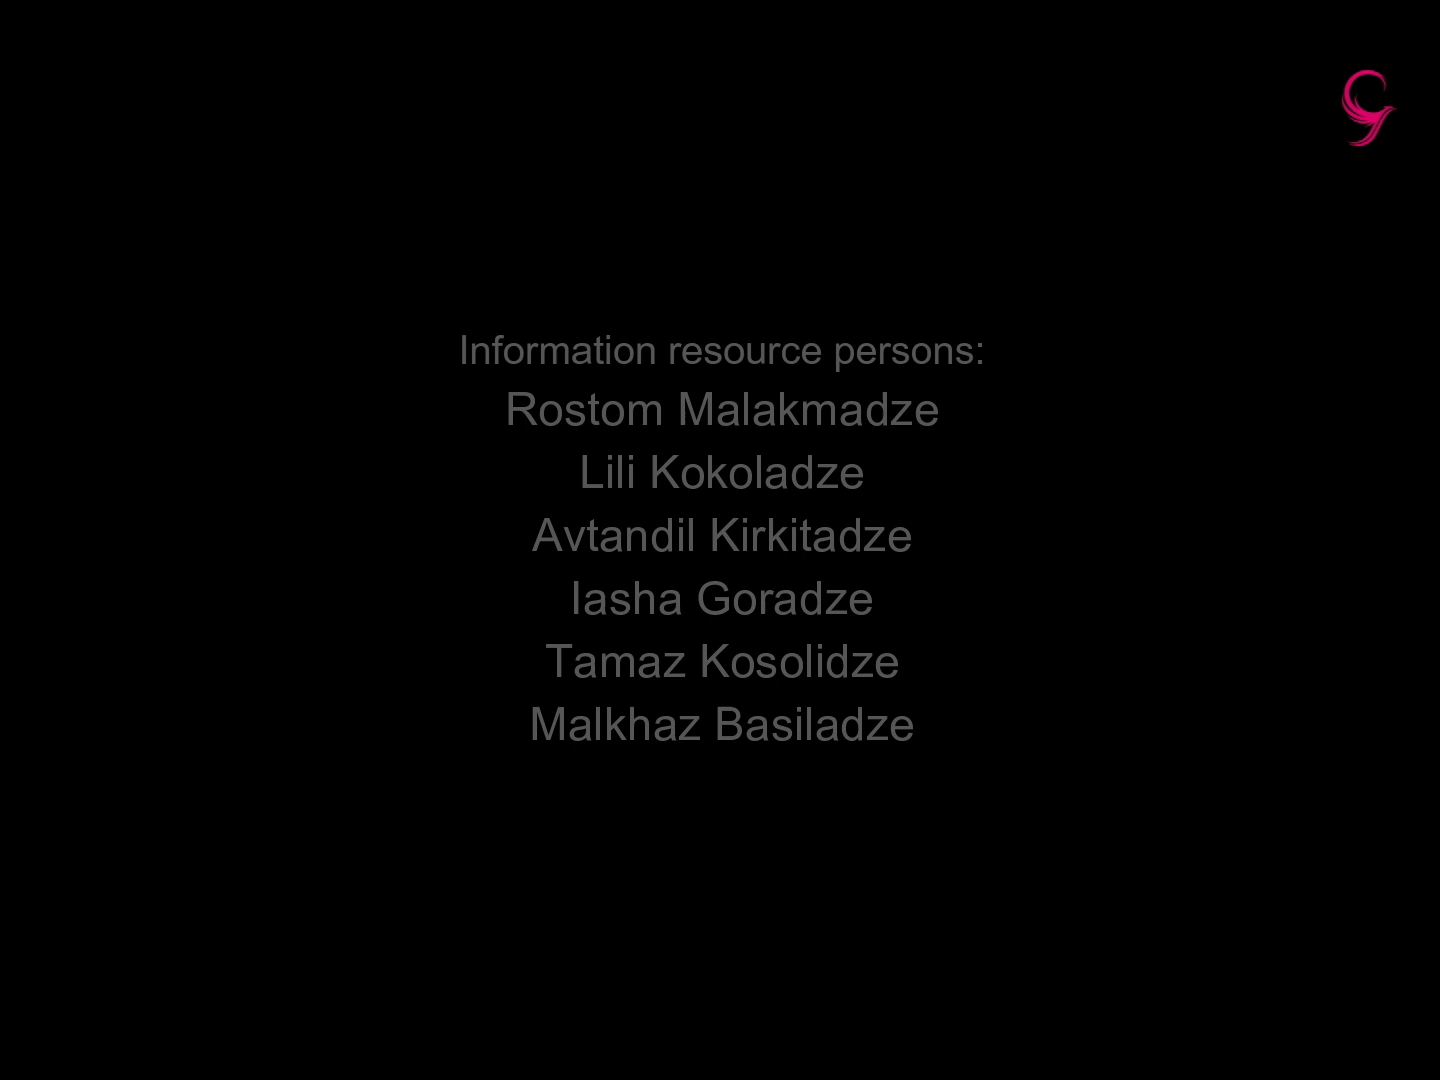 Information resource persons:
Rostom Malakmadze
Lili Kokoladze
Avtandil Kirkitadze
Iasha Goradze
Tamaz Kosolidze
Malkhaz Basiladze